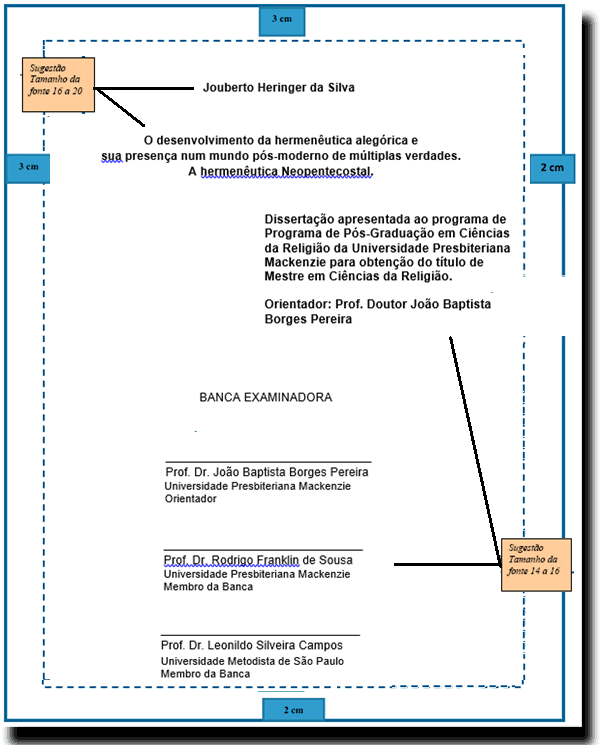 3 cm
Sugestão
Tamanho da
fonte 16 a 20
Jouberto Heringer da Silva
O desenvolvimento da hermenêutica alegórica e
sua presença num mundo pós-moderno de múltiplas verdades.
A hermenêutica Neopentecostal.
3 cm
2 cm
Dissertação apresentada ao programa de
Programa de Pós-Graduação em Ciências
da Religião da Universidade Presbiteriana
Mackenzie para obtenção do título de
Mestre em Ciências da Religião.
Orientador: Prof. Doutor João Baptista
Borges Pereira
BANCA EXAMINADORA
Prof. Dr. João Baptista Borges Pereira
Universidade Presbiteriana Mackenzie
Orientador
Prof. Dr. Rodrigo Franklin de Sousa
Universidade Presbiteriana Mackenzie
Membro da Banca
Sugestão
Tamanho da
fonte 14 a 16
Prof. Dr. Leonildo Silveira Campos
Universidade Metodista de São Paulo
Membro da Banca
2 cm